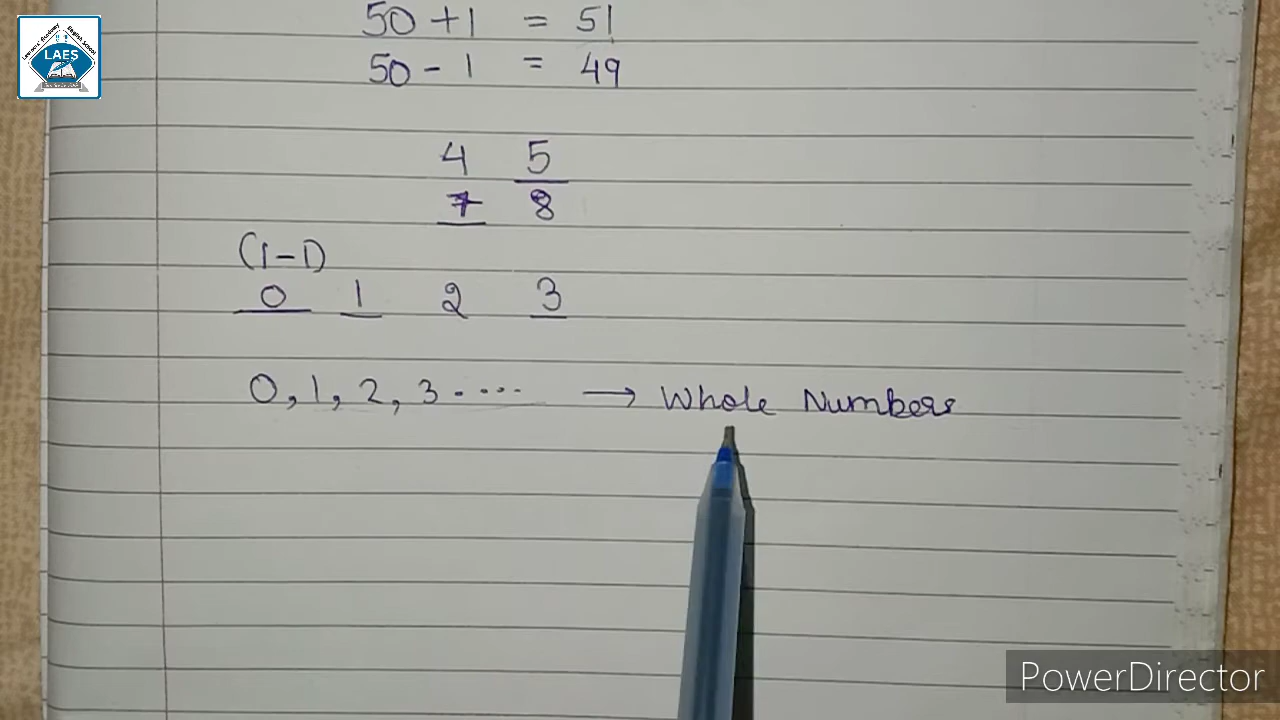 50 + 1 = 51
50 - 1 = 49
4 5
7 8
(1-1)
0 1 2 3
0, 1, 2, 3 ----- → Whole Numbers
LAES
PowerDirector